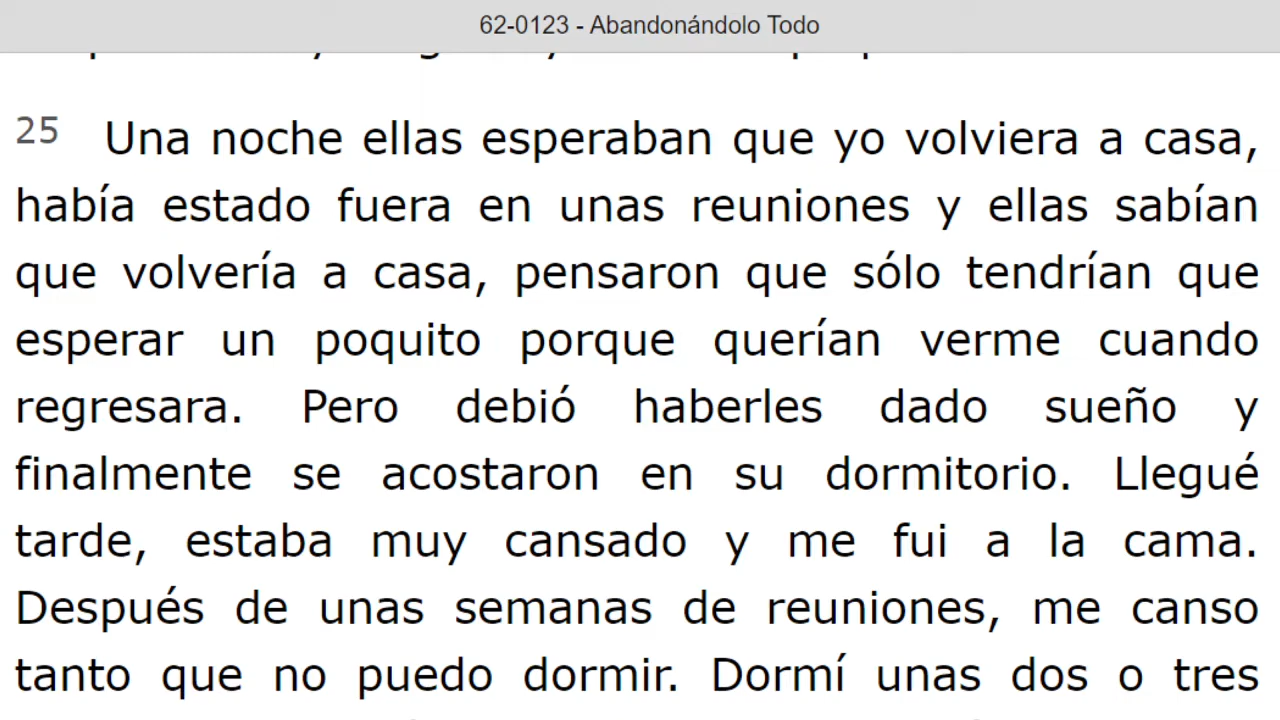 62-0123 - Abandonándolo Todo
25 Una noche ellas esperaban que yo volviera a casa,
había estado fuera en unas reuniones y ellas sabían
que volvería a casa, pensaron que sólo tendrían que
esperar un poquito porque querían verme cuando
regresara. Pero debió haberles dado sueño y
finalmente se acostaron en su dormitorio. Llegué
tarde, estaba muy cansado y me fui a la cama.
Después de unas semanas de reuniones, me canso
tanto que no puedo dormir. Dormí unas dos o tres